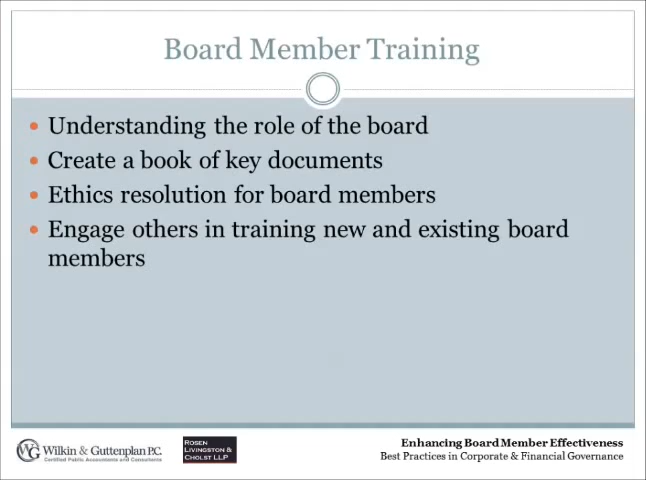 Board Member Training
Understanding the role of the board
Create a book of key documents
Ethics resolution for board members
Engage others in training new and existing board
members
WG Wilkin & Guttenplan P.C.
Certified Public Accountants and Consultants
ROSEN
LIVINGSTON &
CHOLST LLP
Enhancing Board Member Effectiveness
Best Practices in Corporate & Financial Governance